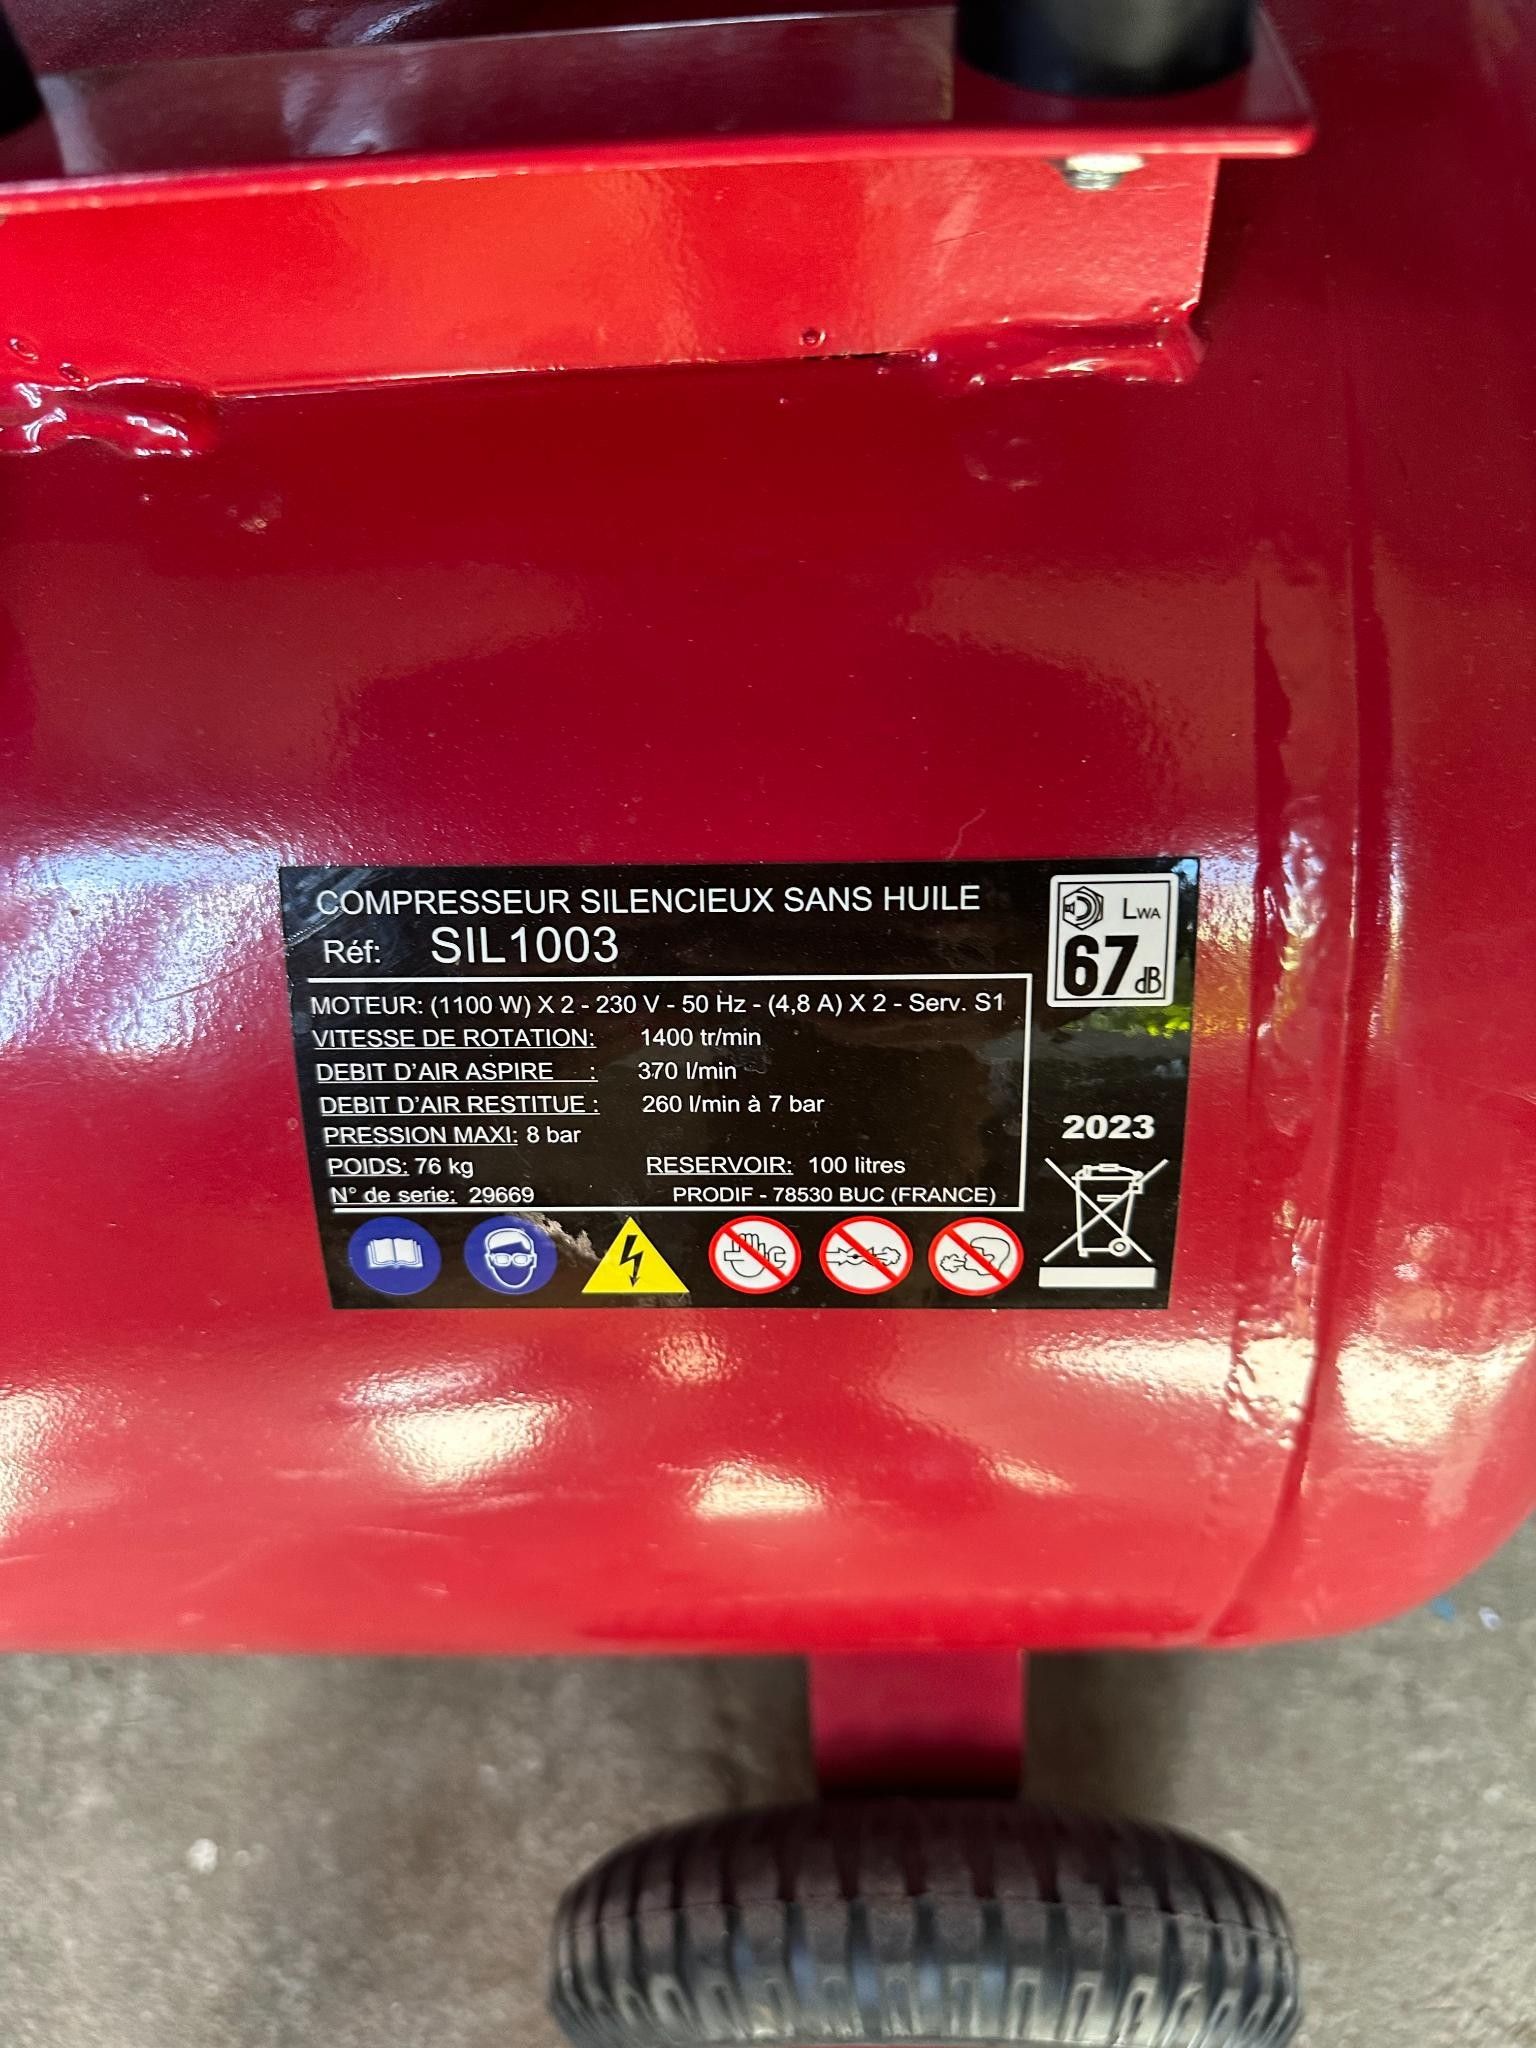 COMPRESSEUR SILENCIEUX SANS HUILE
Réf: SIL1003
LWA
67 dB
MOTEUR: (1100 W) X 2 - 230 V - 50 Hz - (4,8 A) X 2 - Serv. S1
VITESSE DE ROTATION: 1400 tr/min
DEBIT D'AIR ASPIRE : 370 l/min
DEBIT D'AIR RESTITUE : 260 l/min à 7 bar
PRESSION MAXI: 8 bar
POIDS: 76 kg RESERVOIR: 100 litres
N° de serie: 29669 PRODIF - 78530 BUC (FRANCE)
2023